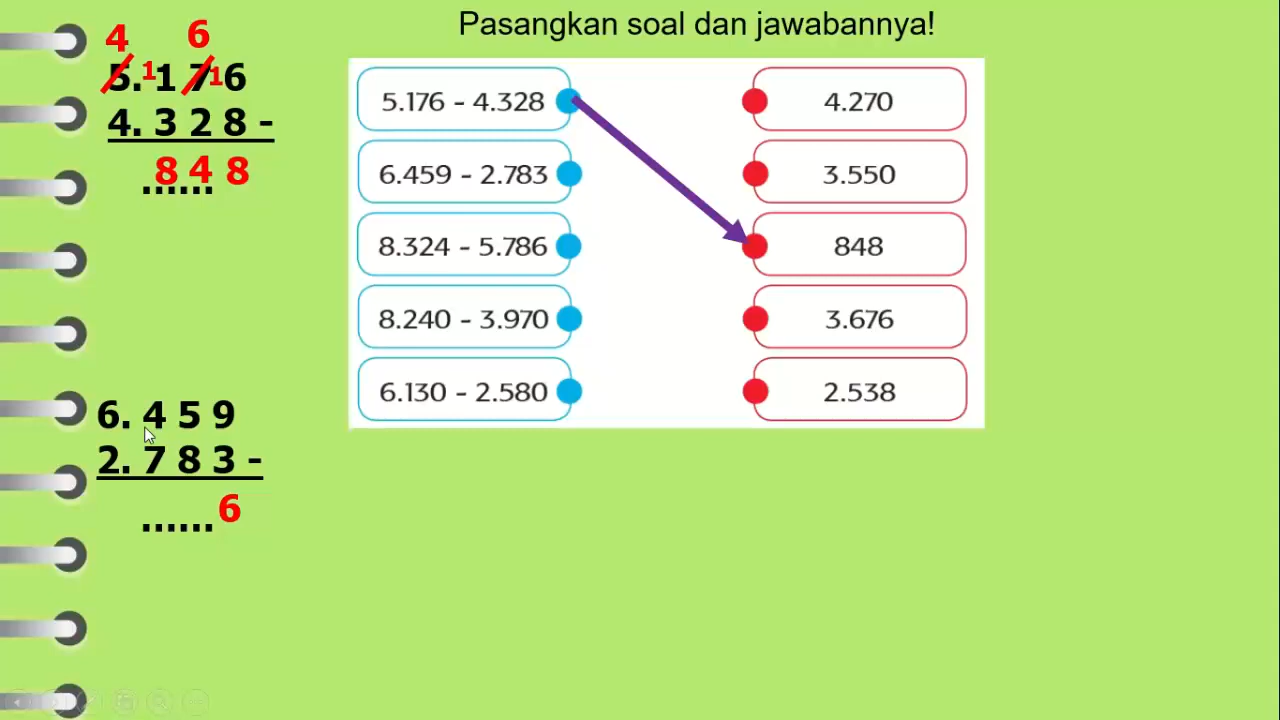 Pasangkan soal dan jawabannya!
4 6
5.1176 1
4. 3 2 8 -
8 4 8
......
6. 4 5 9
2. 7 8 3 -
...... 6
5.176 - 4.328
6.459 - 2.783
8.324 - 5.786
8.240 - 3.970
6.130 - 2.580
4.270
3.550
848
3.676
2.538